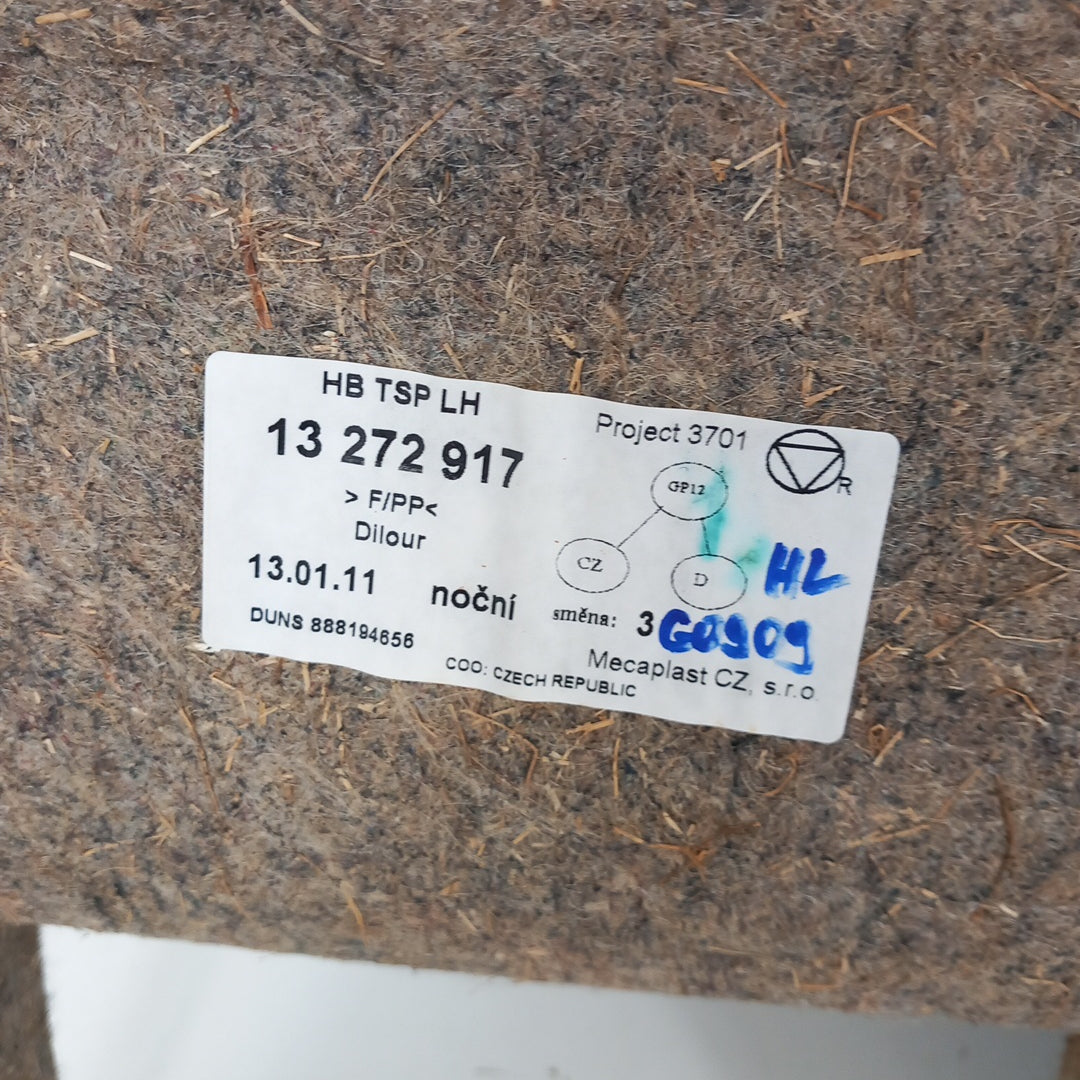 HB TSP LH
13 272 917
> F/PP<
Dilour
13.01.11 noční
DUNS 888194656
Project 3701
R
GP12
CZ
D
HL
směna: 3 G0909
Mecaplast CZ, s.r.o
COO: CZECH REPUBLIC